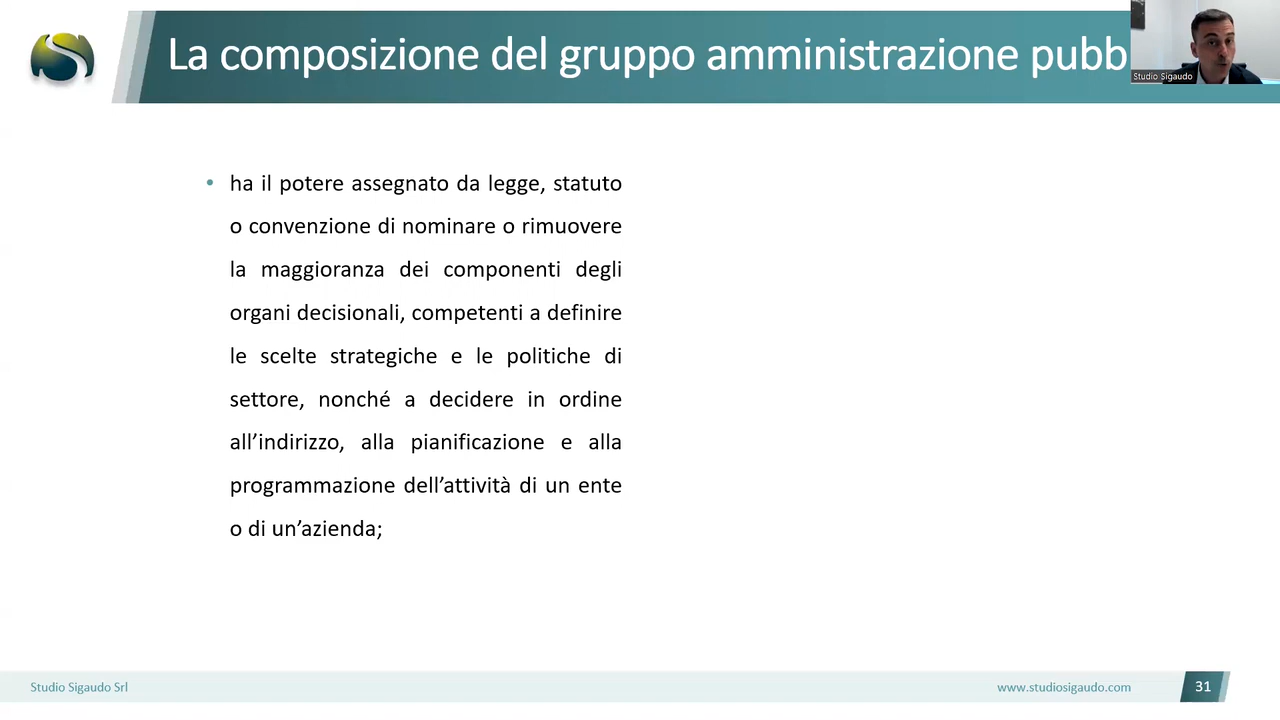 La composizione del gruppo amministrazione pubb
Studio Sigaudo
• ha il potere assegnato da legge, statuto
o convenzione di nominare o rimuovere
la maggioranza dei componenti degli
organi decisionali, competenti a definire
le scelte strategiche e le politiche di
settore, nonché a decidere in ordine
all’indirizzo, alla pianificazione e alla
programmazione dell’attività di un ente
o di un’azienda;
Studio Sigaudo Srl
www.studiosigaudo.com
31